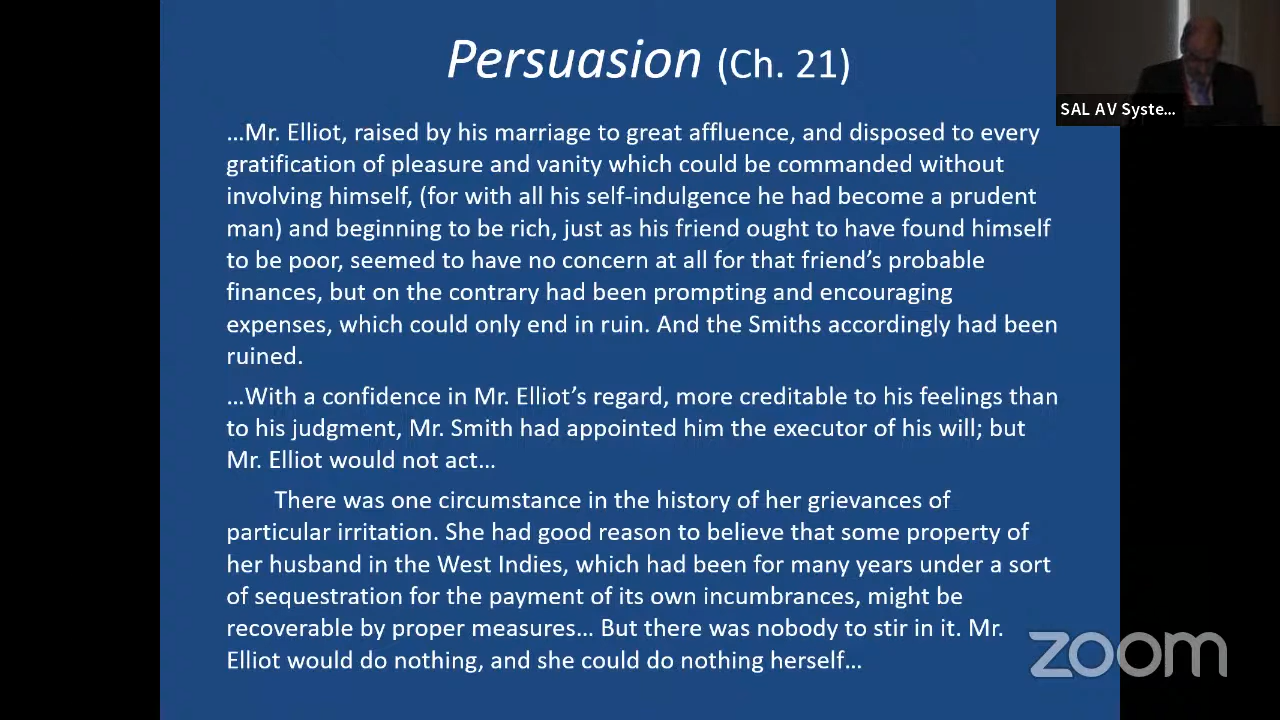 Persuasion (Ch. 21)
SAL AV Syste...
…Mr. Elliot, raised by his marriage to great affluence, and disposed to every
gratification of pleasure and vanity which could be commanded without
involving himself, (for with all his self-indulgence he had become a prudent
man) and beginning to be rich, just as his friend ought to have found himself
to be poor, seemed to have no concern at all for that friend’s probable
finances, but on the contrary had been prompting and encouraging
expenses, which could only end in ruin. And the Smiths accordingly had been
ruined.
…With a confidence in Mr. Elliot’s regard, more creditable to his feelings than
to his judgment, Mr. Smith had appointed him the executor of his will; but
Mr. Elliot would not act…
There was one circumstance in the history of her grievances of
particular irritation. She had good reason to believe that some property of
her husband in the West Indies, which had been for many years under a sort
of sequestration for the payment of its own incumbrances, might be
recoverable by proper measures… But there was nobody to stir in it. Mr.
Elliot would do nothing, and she could do nothing herself…
zoom